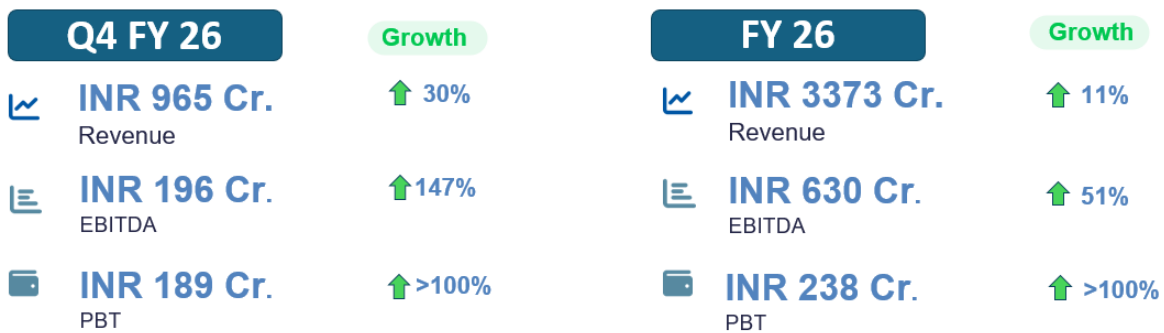 Q4 FY 26
Growth
INR 965 Cr.
Revenue
30%
INR 196 Cr.
EBITDA
147%
INR 189 Cr.
PBT
>100%
FY 26
Growth
INR 3373 Cr.
Revenue
11%
INR 630 Cr.
EBITDA
51%
INR 238 Cr.
PBT
>100%